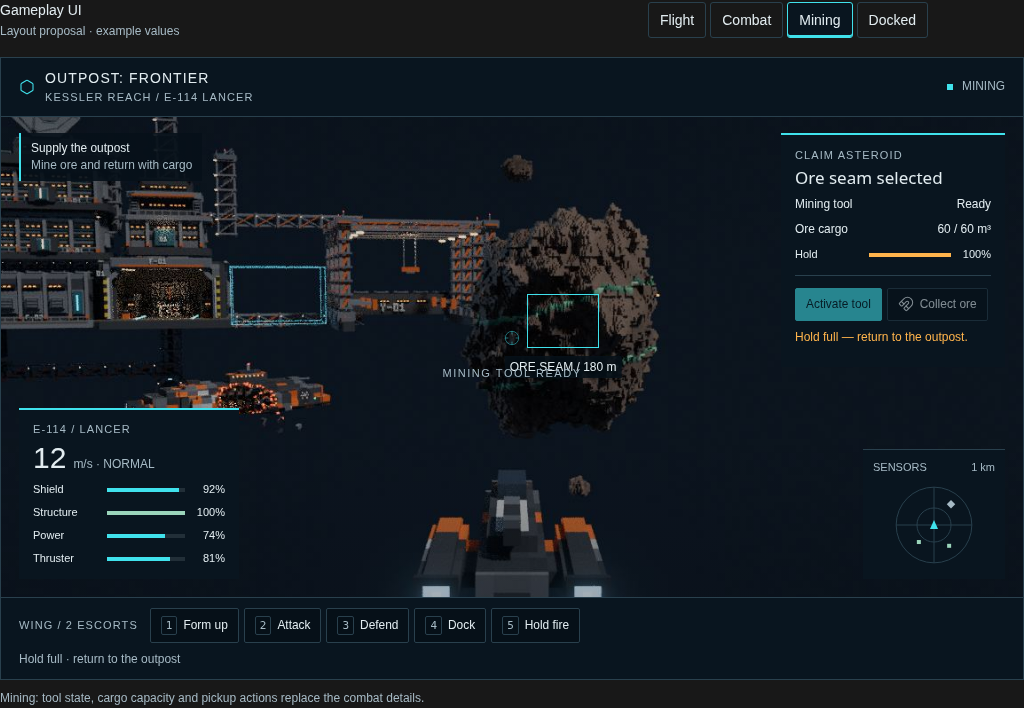 Gameplay UI
Layout proposal · example values
Flight
Combat
Mining
Docked
OUTPOST: FRONTIER
KESSLER REACH / E-114 LANCER
MINING
Supply the outpost
Mine ore and return with cargo
CLAIM ASTEROID
Ore seam selected
Mining tool Ready
Ore cargo 60 / 60 m³
Hold 100%
Activate tool
Collect ore
Hold full — return to the outpost.
Y-01
V-01
ORE SEAM / 180 m
MINING TOOL READY
E-114 / LANCER
12 m/s · NORMAL
Shield 92%
Structure 100%
Power 74%
Thruster 81%
SENSORS 1 km
WING / 2 ESCORTS
1 Form up
2 Attack
3 Defend
4 Dock
5 Hold fire
Hold full · return to the outpost
Mining: tool state, cargo capacity and pickup actions replace the combat details.